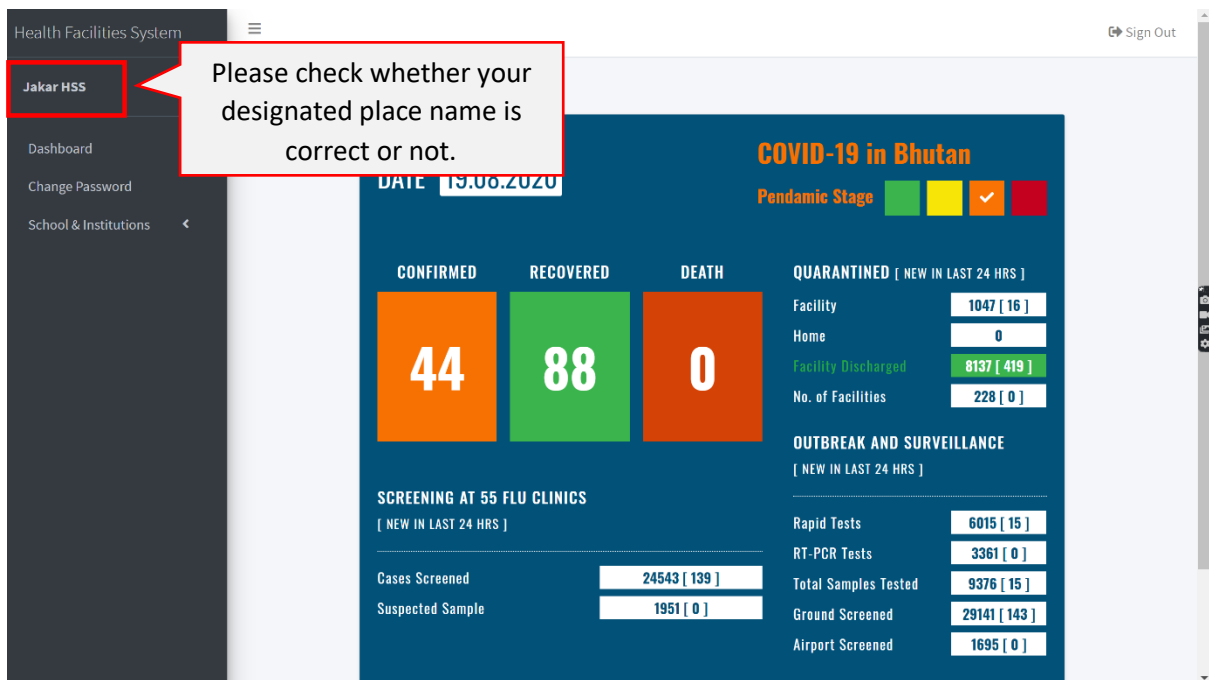 Health Facilities System
Sign Out
Jakar HSS
Please check whether your
designated place name is
correct or not.
Dashboard
Change Password
School & Institutions
DATE 19.08.2020
COVID-19 in Bhutan
Pendamic Stage
CONFIRMED RECOVERED DEATH
44 88 0
QUARANTINED [ NEW IN LAST 24 HRS ]
Facility 1047 [ 16 ]
Home 0
Facility Discharged 8137 [ 419 ]
No. of Facilities 228 [ 0 ]
OUTBREAK AND SURVEILLANCE
[ NEW IN LAST 24 HRS ]
SCREENING AT 55 FLU CLINICS
[ NEW IN LAST 24 HRS ]
Cases Screened 24543 [ 139 ]
Suspected Sample 1951 [ 0 ]
Rapid Tests 6015 [ 15 ]
RT-PCR Tests 3361 [ 0 ]
Total Samples Tested 9376 [ 15 ]
Ground Screened 29141 [ 143 ]
Airport Screened 1695 [ 0 ]